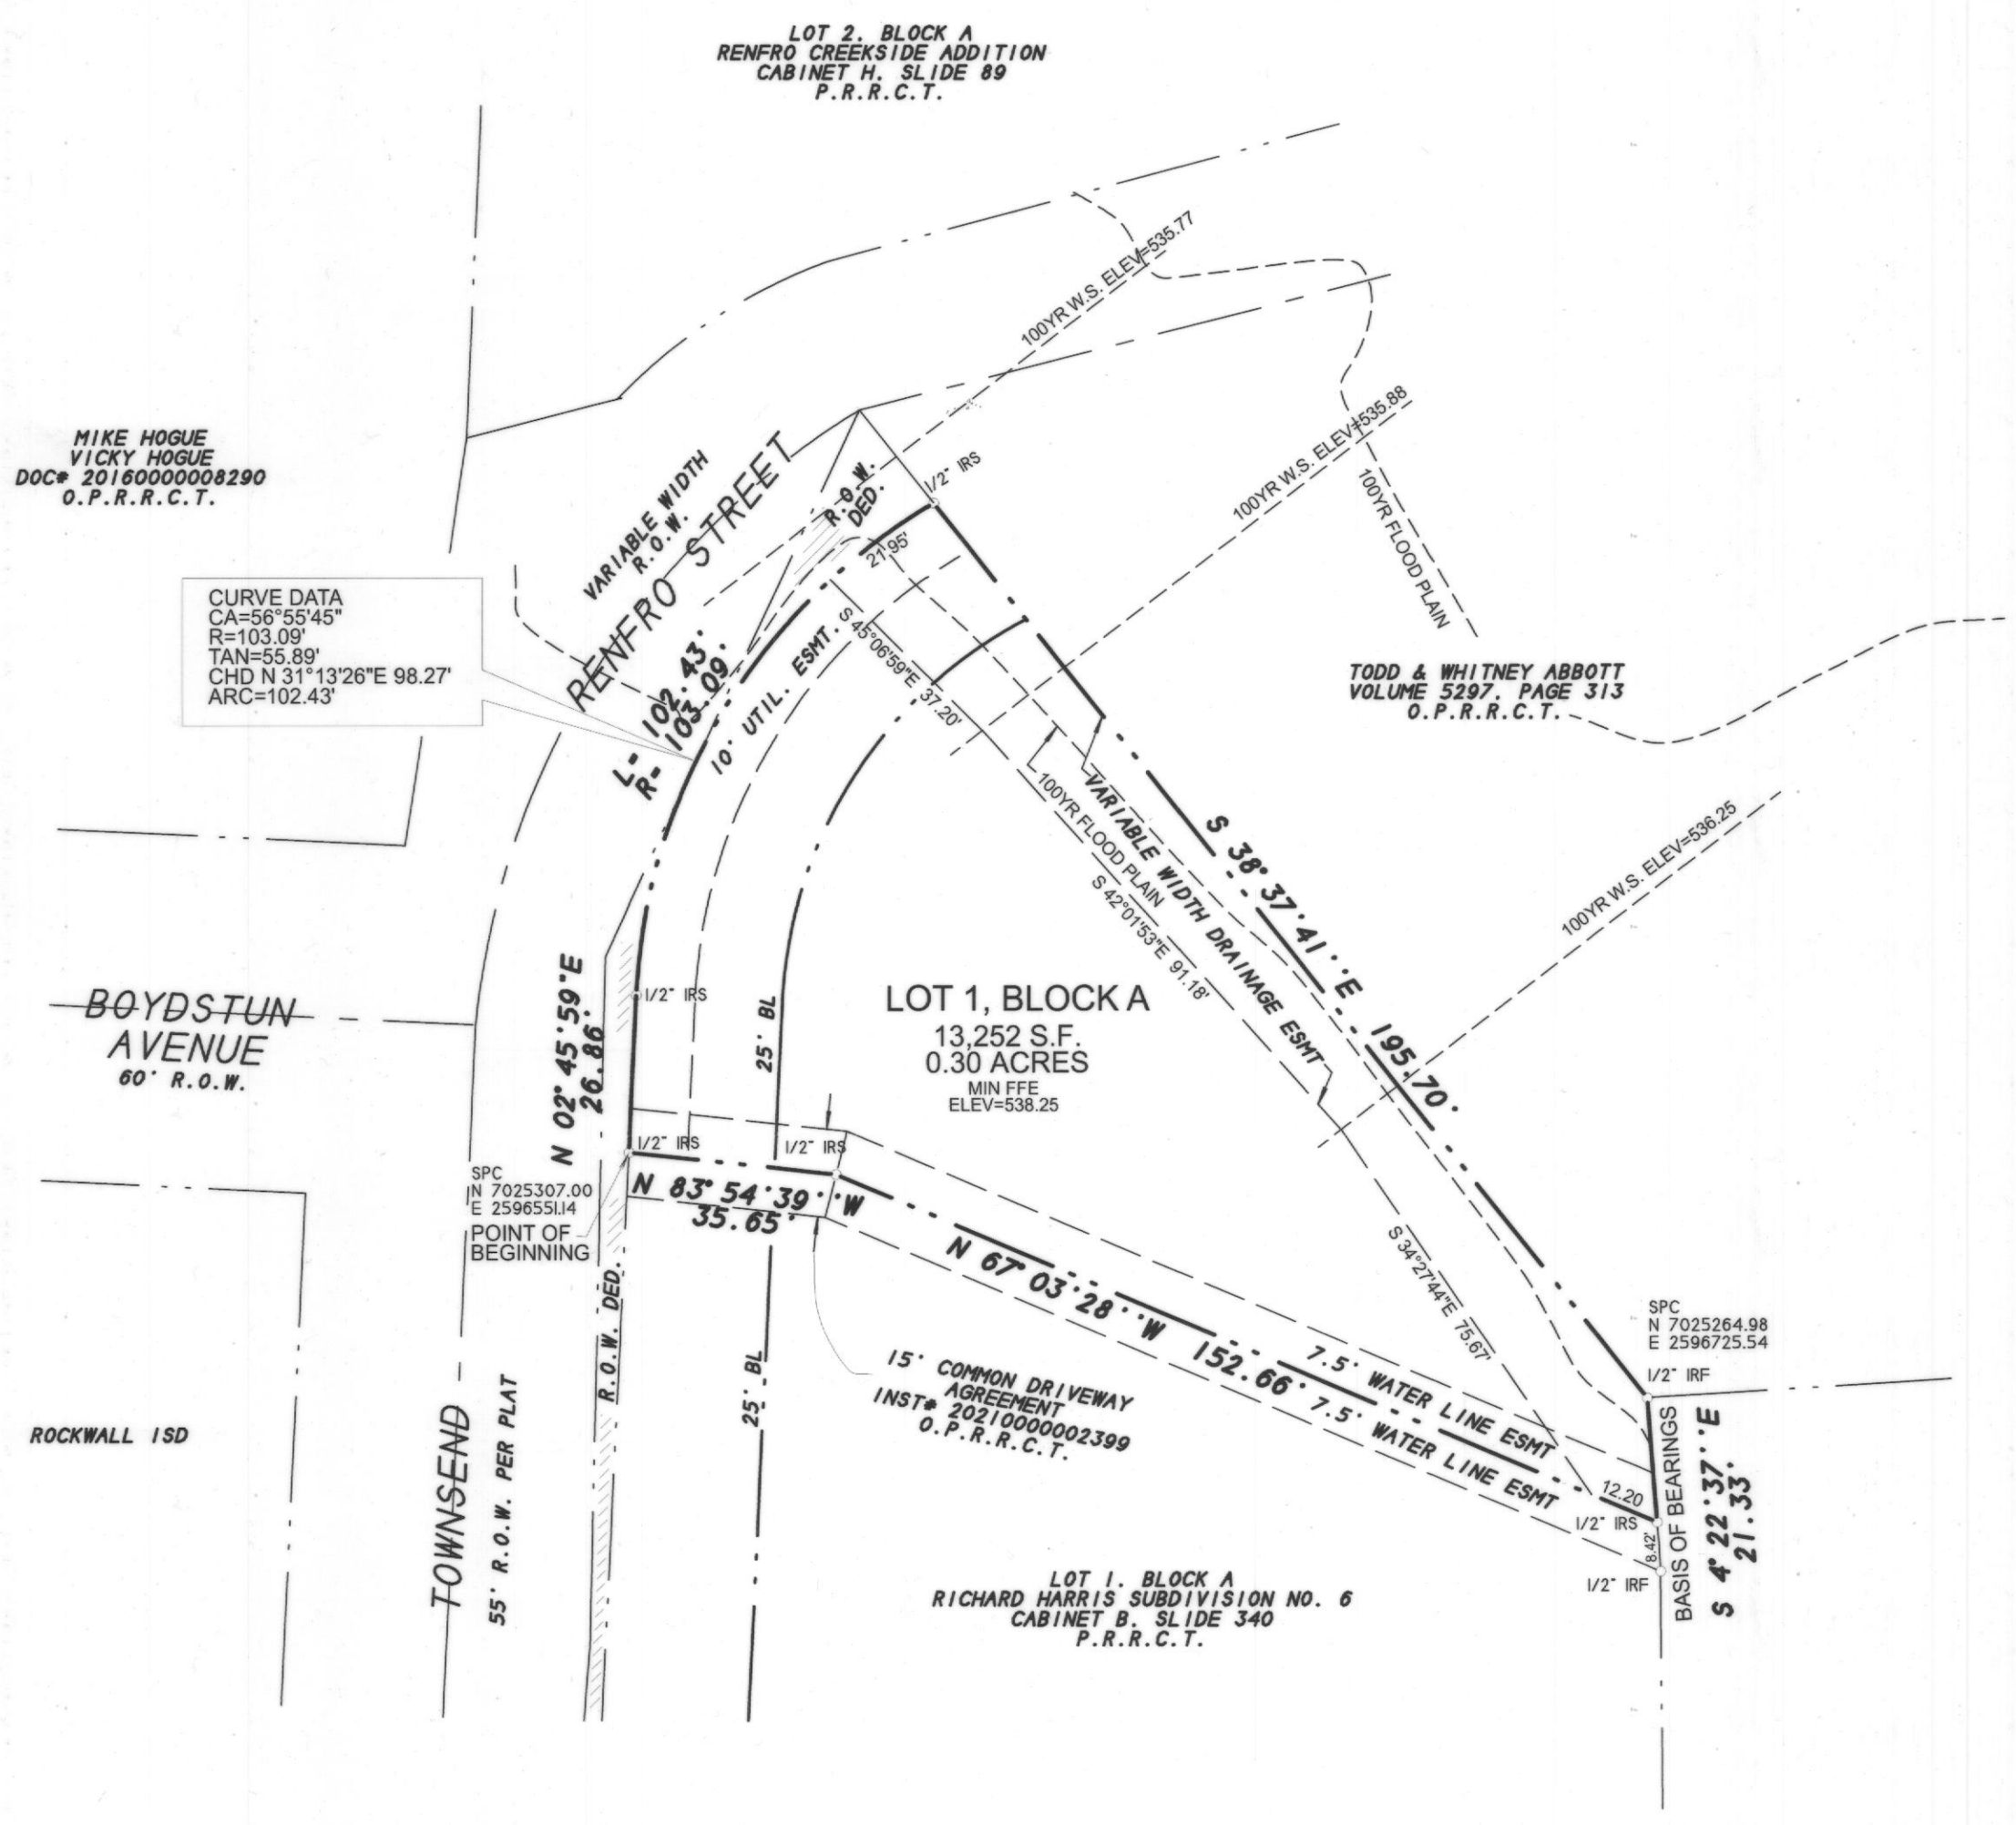 LOT 2. BLOCK A
RENFRO CREEKSIDE ADDITION
CABINET H. SLIDE 89
P.R.R.C.T.
100YR W.S. ELEV=535.77
100YR W.S. ELEV=535.88
MIKE HOGUE
VICKY HOGUE
DOC# 20160000008290
O.P.R.R.C.T.
VARIABLE WIDTH
R.O.W.
RENFRO STREET
R.O.W.
DED.
1/2" IRS
21.95'
100YR FLOOD PLAIN
CURVE DATA
CA=56°55'45"
R=103.09'
TAN=55.89'
CHD N 31°13'26"E 98.27'
ARC=102.43'
L= 102.43'
R= 103.09'
10' UTIL. ESMT.
S 45°06'59"E 37.20'
TODD & WHITNEY ABBOTT
VOLUME 5297. PAGE 313
O.P.R.R.C.T.
100YR FLOOD PLAIN
VARIABLE WIDTH DRAINAGE ESMT
S 42°01'53"E 91.18'
S 38°37'41''E 195.70'
100YR W.S. ELEV=536.25
BOYDSTUN
AVENUE
60' R.O.W.
N 02°45'59"E
26.86'
1/2" IRS
25' BL
LOT 1, BLOCK A
13,252 S.F.
0.30 ACRES
MIN FFE
ELEV=538.25
1/2" IRS
1/2" IRS
SPC
N 7025307.00
E 2596551.14
POINT OF
BEGINNING
N 83°54'39''W
35.65'
N 67°03'28''W 152.66'
S 34°27'44"E 75.67'
SPC
N 7025264.98
E 2596725.54
1/2" IRF
R.O.W. DED.
25' BL
15' COMMON DRIVEWAY
AGREEMENT
INST# 20210000002399
O.P.R.R.C.T.
7.5' WATER LINE ESMT
7.5' WATER LINE ESMT
12.20
1/2" IRS
8.42'
1/2" IRF
BASIS OF BEARINGS
S 4°22'37''E
21.33'
ROCKWALL ISD
TOWNSEND
55' R.O.W. PER PLAT
LOT 1. BLOCK A
RICHARD HARRIS SUBDIVISION NO. 6
CABINET B. SLIDE 340
P.R.R.C.T.